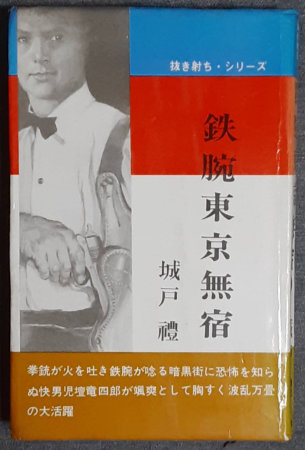 抜き射ち・シリーズ
鉄腕東京無宿
城戸禮
拳銃が火を吐き鉄腕が唸る暗黒街に恐怖を知ら
ぬ快男児壇竜四郎が颯爽として胸すく波乱万畳
の大活躍